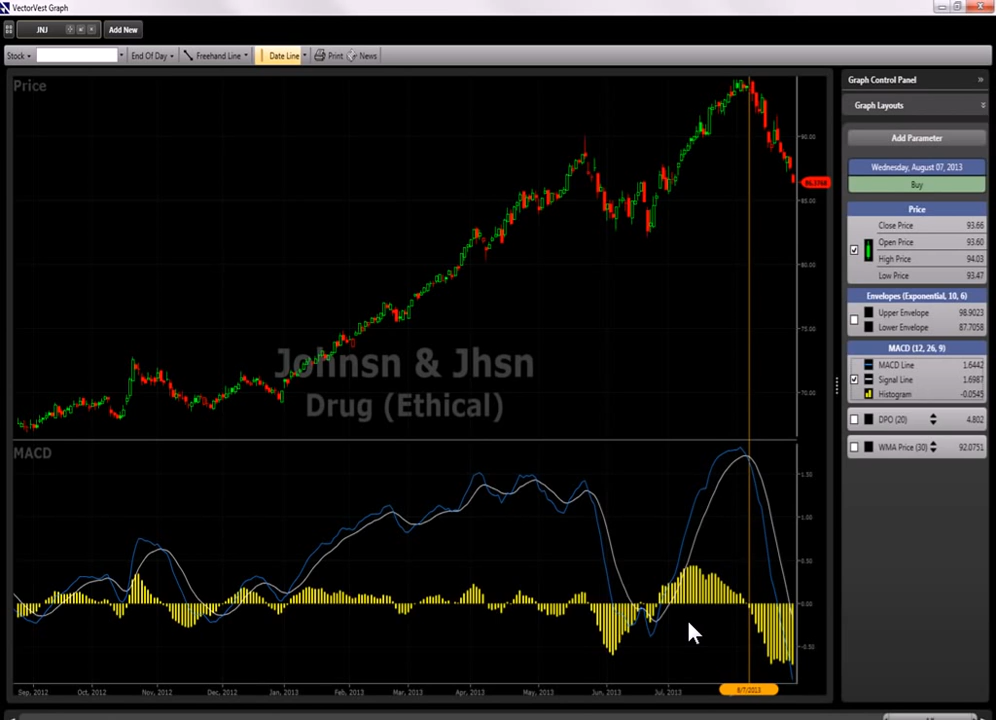 VectorVest Graph
JNJ
Add New
Stock
End Of Day
Freehand Line
Date Line
Print
News
Price
90.00
85.00
80.00
75.00
70.00
Johnsn & Jhsn
Drug (Ethical)
MACD
1.50
1.00
0.50
0.00
-0.50
Sep, 2012 Oct, 2012 Nov, 2012 Dec, 2012 Jan, 2013 Feb, 2013 Mar, 2013 Apr, 2013 May, 2013 Jun, 2013 Jul, 2013 8/7/2013
Graph Control Panel
Graph Layouts
Add Parameter
Wednesday, August 07, 2013
Buy
Price
Close Price 93.66
Open Price 93.60
High Price 94.03
Low Price 93.47
Envelopes (Exponential, 10, 6)
Upper Envelope 98.9023
Lower Envelope 87.7058
MACD (12, 26, 9)
MACD Line 1.6442
Signal Line 1.6987
Histogram -0.0545
DPO (20) 4.802
WMA Price (30) 92.0751